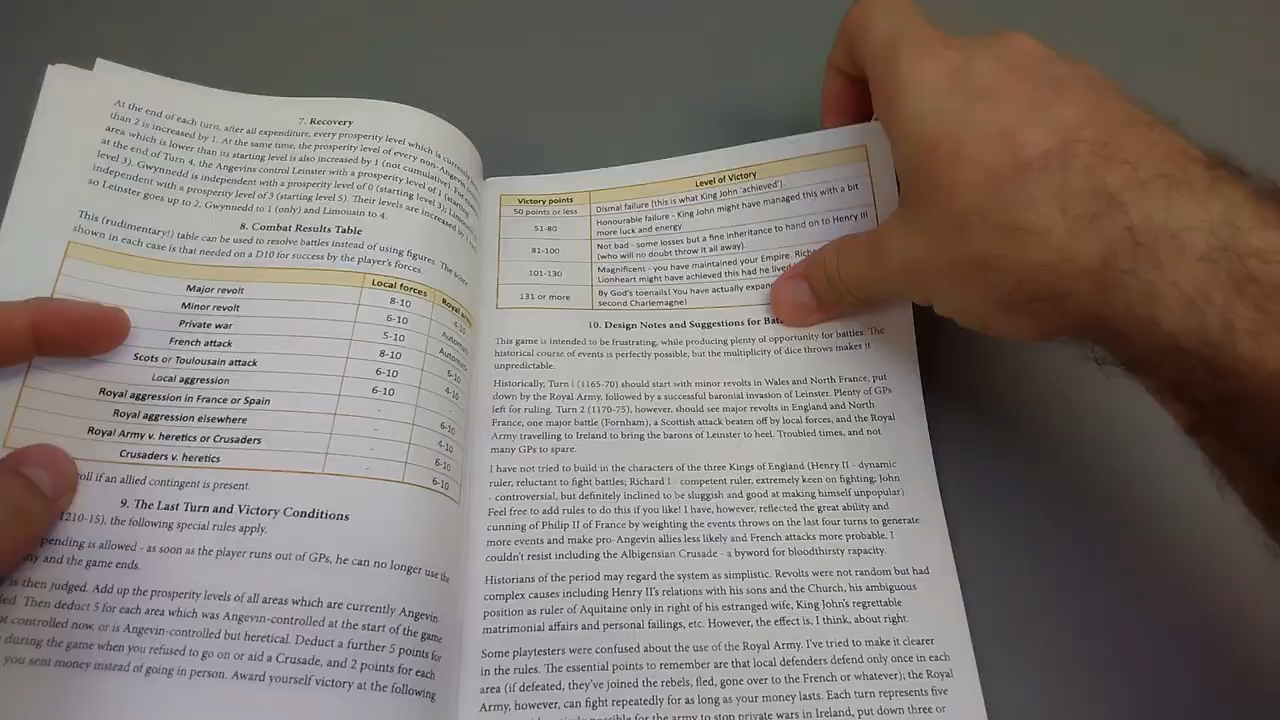 7. Recovery
At the end of each turn, after all expenditure, every prosperity level which is currently
than 2 is increased by 1. At the same time, the prosperity level of every non-Angevin
area which is lower than its starting level is also increased by 1 (not cumulative). For
at the end of Turn 4, the Angevins control Leinster with a prosperity level of 1 (starting
level 3). Gwynnedd is independent with a prosperity level of 0 (starting level 3);
independent with a prosperity level of 3 (starting level 5). Their levels are increased by 1
so Leinster goes up to 2, Gwynnedd to 1 (only) and Limousin to 4.
8. Combat Results Table
This (rudimentary!) table can be used to resolve battles instead of using figures. The score
shown in each case is that needed on a D10 for success by the player's forces.
Local forces Royal
Major revolt 8-10 4-10
Minor revolt 6-10
Private war 5-10
French attack 8-10 6-10
Scots or Toulousain attack 6-10 4-10
Local aggression 6-10 -
Royal aggression in France or Spain - 6-10
Royal aggression elsewhere - 4-10
Royal Army v. heretics or Crusaders - 6-10
Crusaders v. heretics - 6-10
roll if an allied contingent is present.
9. The Last Turn and Victory Conditions
1210-15), the following special rules apply.
pending is allowed - as soon as the player runs out of GPs, he can no longer use the
and the game ends.
is then judged. Add up the prosperity levels of all areas which are currently Angevin
Then deduct 5 for each area which was Angevin-controlled at the start of the game
controlled now, or is Angevin-controlled but heretical. Deduct a further 5 points for
during the game when you refused to go on or aid a Crusade, and 2 points for each
you sent money instead of going in person. Award yourself victory at the following
Victory points Level of Victory
50 points or less Dismal failure (this is what King John 'achieved').
51-80 Honourable failure - King John might have managed this with a bit
more luck and energy
81-100 Not bad - some losses but a fine inheritance to hand on to Henry III
(who will no doubt throw it all away).
101-130 Magnificent - you have maintained your Empire.
Lionheart might have achieved this had he lived
131 or more By God's toenails! You have actually
second Charlemagne!
10. Design Notes and Suggestions for
This game is intended to be frustrating, while producing plenty of opportunity for battles. The
historical course of events is perfectly possible, but the multiplicity of dice throws makes it
unpredictable.
Historically, Turn 1 (1165-70) should start with minor revolts in Wales and North France, put
down by the Royal Army, followed by a successful baronial invasion of Leinster. Plenty of GPs
left for ruling. Turn 2 (1170-75), however, should see major revolts in England and North
France, one major battle (Fornham), a Scottish attack beaten off by local forces, and the Royal
Army travelling to Ireland to bring the barons of Leinster to heel. Troubled times, and not
many GPs to spare.
I have not tried to build in the characters of the three Kings of England (Henry II - dynamic
ruler, reluctant to fight battles; Richard I - competent ruler, extremely keen on fighting; John
- controversial, but definitely inclined to be sluggish and good at making himself unpopular).
Feel free to add rules to do this if you like! I have, however, reflected the great ability and
cunning of Philip II of France by weighting the events throws on the last four turns to generate
more events and make pro-Angevin allies less likely and French attacks more probable. I
couldn't resist including the Albigensian Crusade - a byword for bloodthirsty rapacity.
Historians of the period may regard the system as simplistic. Revolts were not random but had
complex causes including Henry II's relations with his sons and the Church, his ambiguous
position as ruler of Aquitaine only in right of his estranged wife, King John's regrettable
matrimonial affairs and personal failings, etc. However, the effect is, I think, about right.
Some playtesters were confused about the use of the Royal Army. I've tried to make it clearer
in the rules. The essential points to remember are that local defenders defend only once in each
area (if defeated, they've joined the rebels, fled, gone over to the French or whatever); the Royal
Army, however, can fight repeatedly for as long as your money lasts. Each turn represents five
possible for the army to stop private wars in Ireland, put down three or